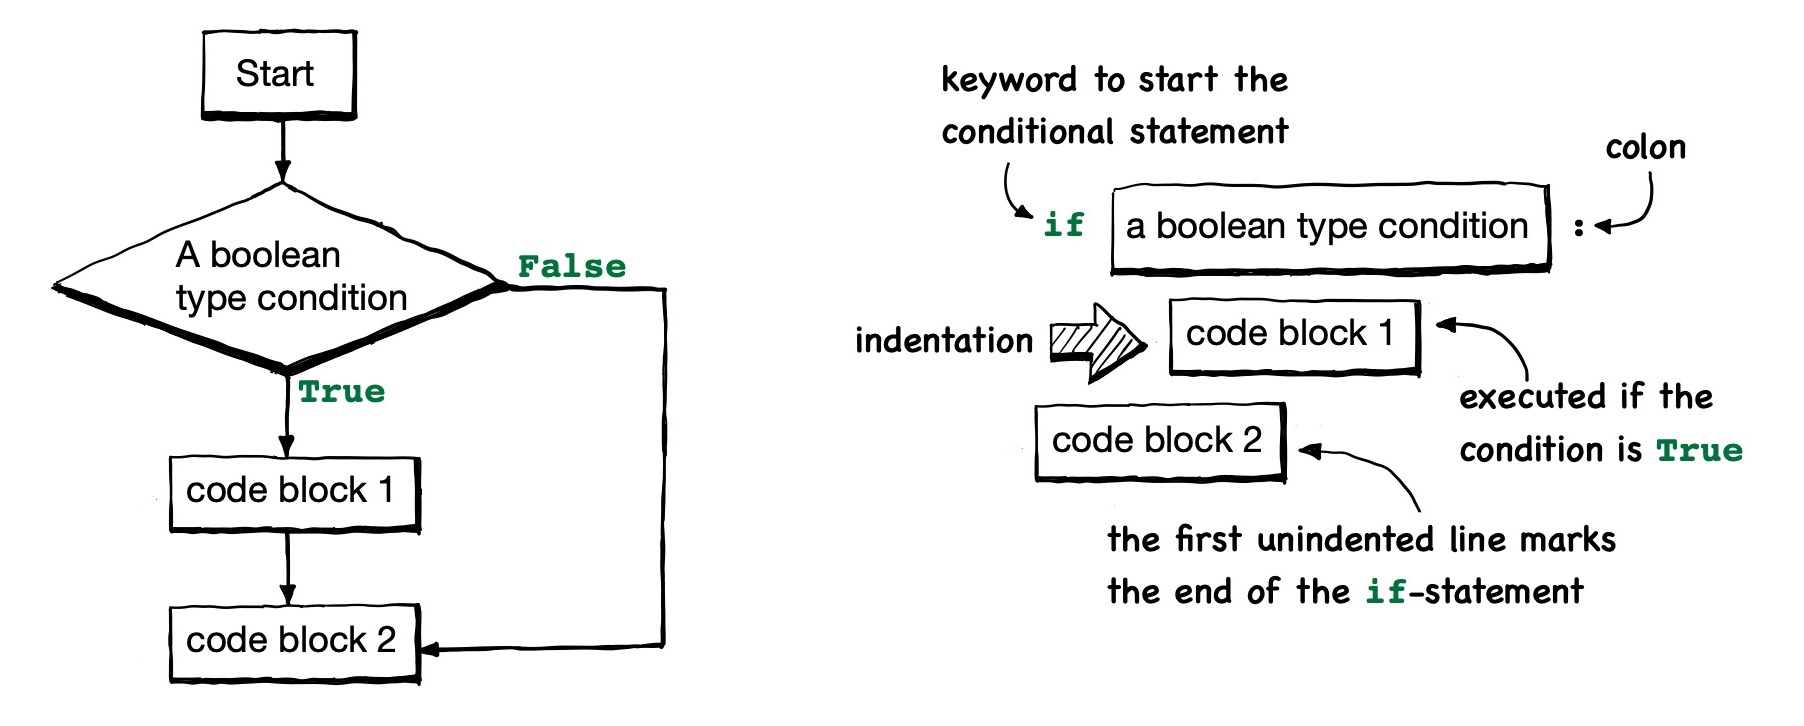 Start
A boolean
type condition
False
True
code block 1
code block 2
keyword to start the
conditional statement
colon
if a boolean type condition :
indentation
code block 1
executed if the
condition is True
code block 2
the first unindented line marks
the end of the if-statement